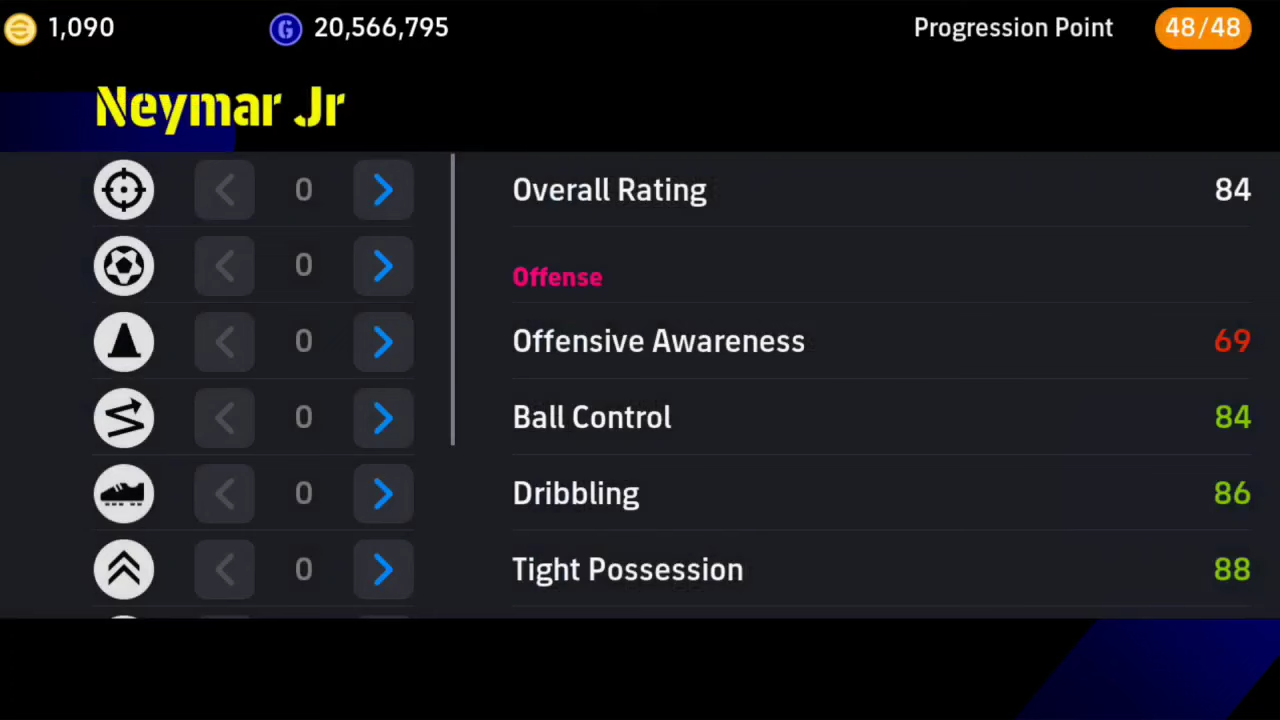 1,090
20,566,795
Progression Point
48/48
Neymar Jr
0
0
0
0
0
0
Overall Rating 84
Offense
Offensive Awareness 69
Ball Control 84
Dribbling 86
Tight Possession 88